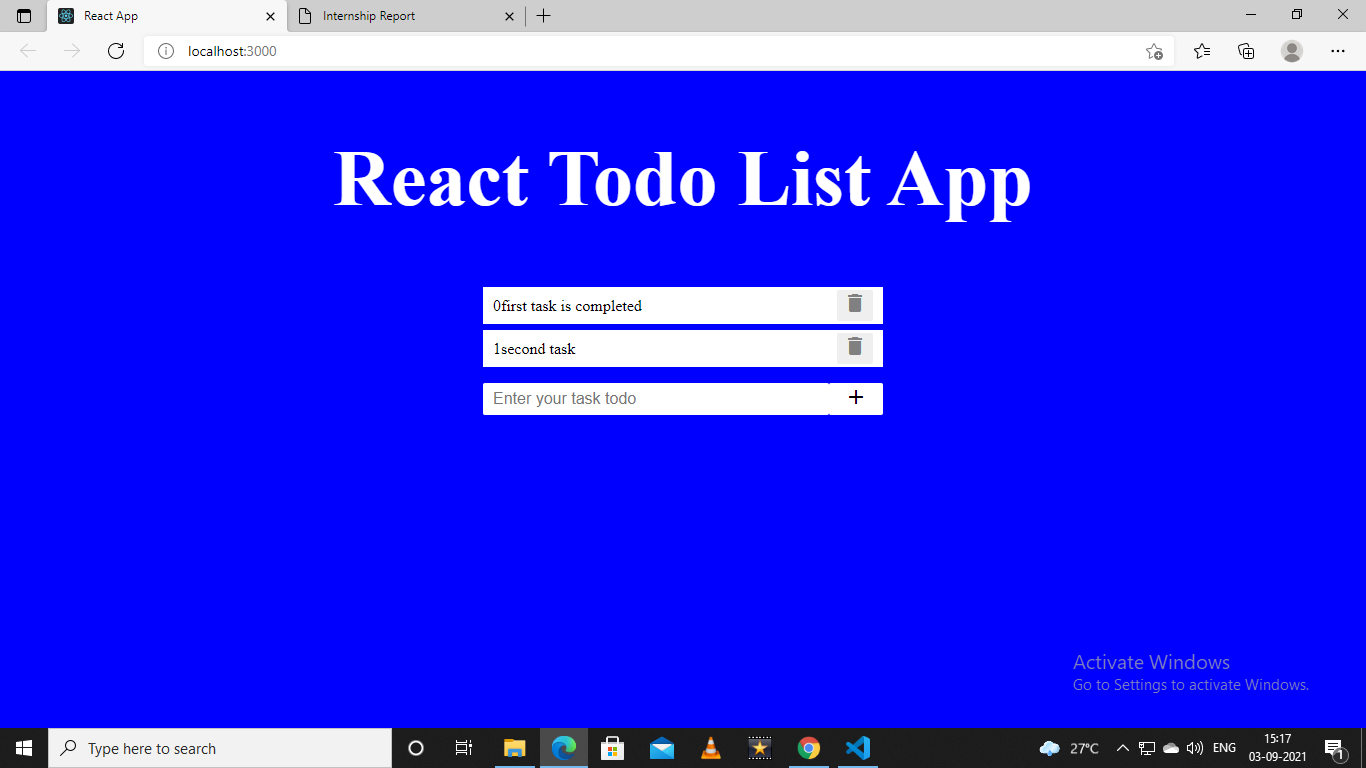 React App
Internship Report
localhost:3000
React Todo List App
0first task is completed
1second task
Enter your task todo
Activate Windows
Go to Settings to activate Windows.
Type here to search
27°C
ENG
15:17
03-09-2021
1